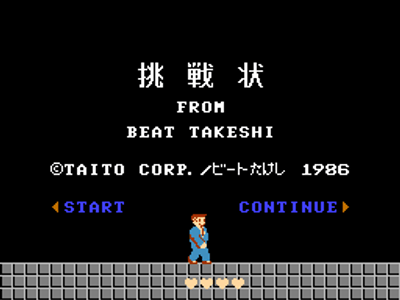 挑戦状
FROM
BEAT TAKESHI
©TAITO CORP./ビートたけし 1986
START CONTINUE